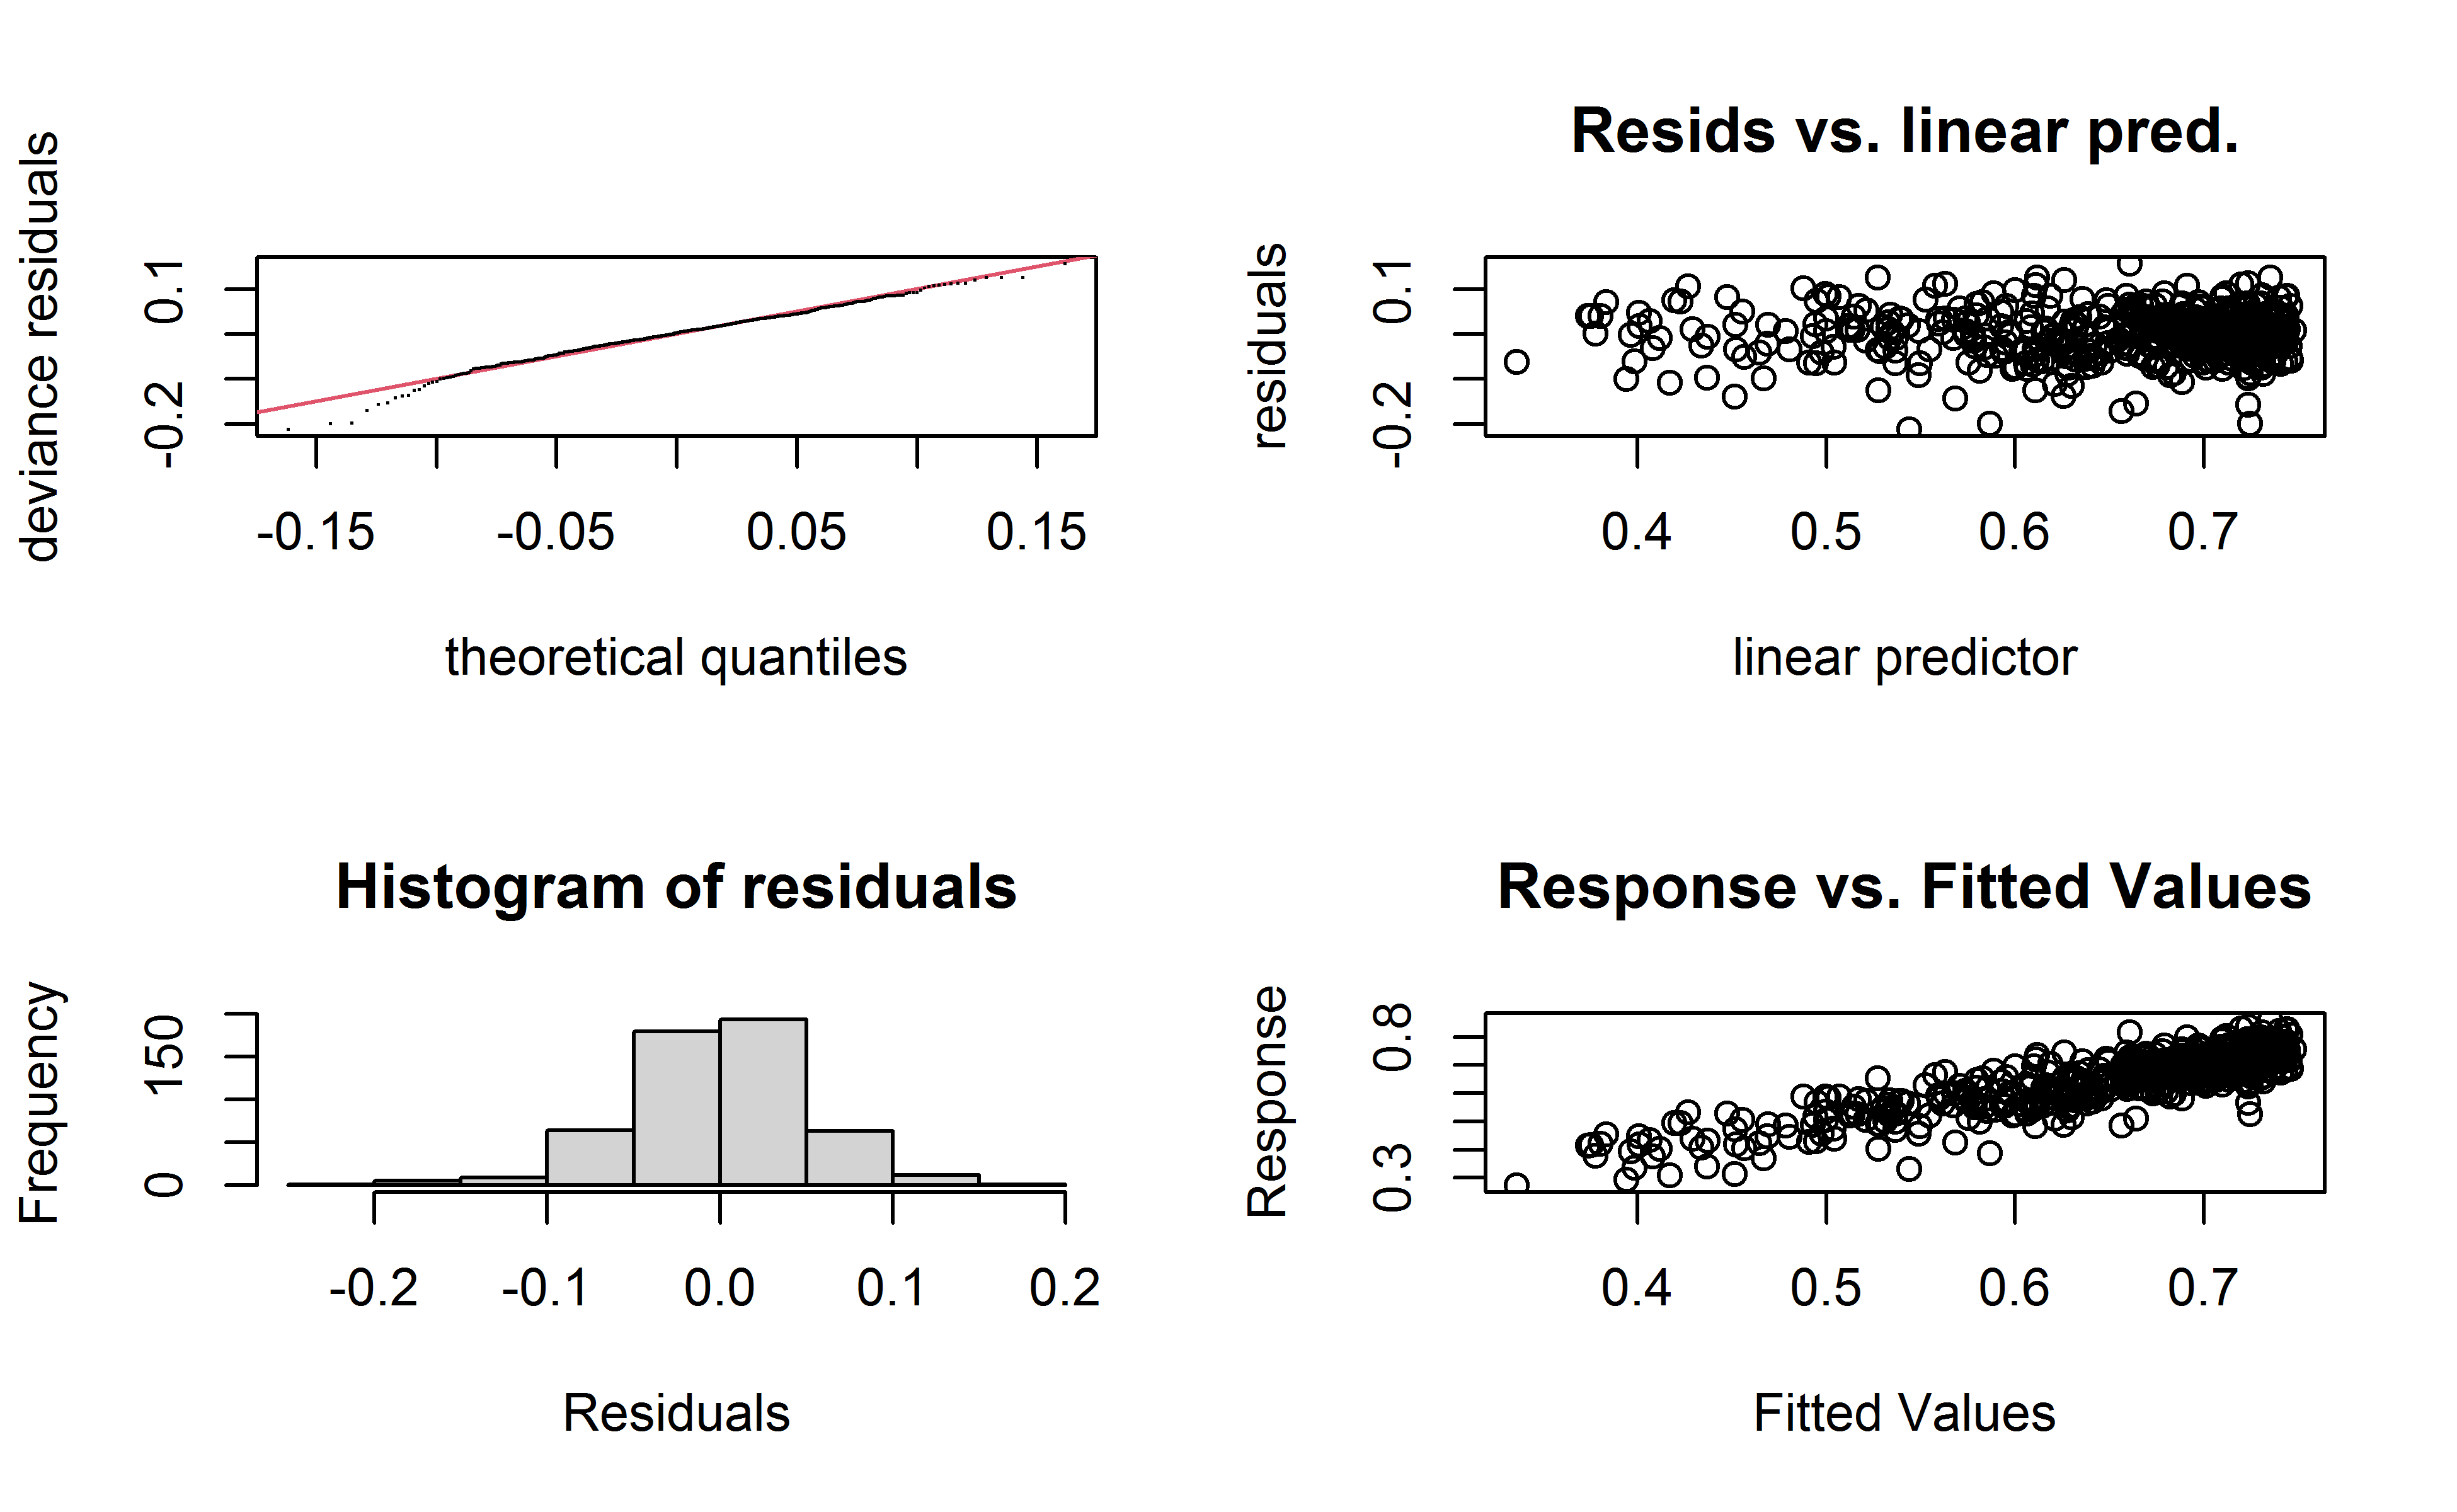 deviance residuals
0.1
-0.2
-0.15 -0.05 0.05 0.15
theoretical quantiles
Resids vs. linear pred.
residuals
0.1
-0.2
0.4 0.5 0.6 0.7
linear predictor
Histogram of residuals
Frequency
150
0
-0.2 -0.1 0.0 0.1 0.2
Residuals
Response vs. Fitted Values
Response
0.8
0.3
0.4 0.5 0.6 0.7
Fitted Values